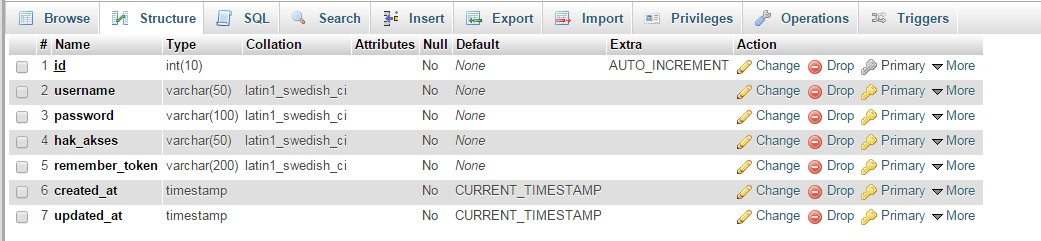 Browse Structure SQL Search Insert Export Import Privileges Operations Triggers
# Name Type Collation Attributes Null Default Extra Action
1 id int(10) No None AUTO_INCREMENT Change Drop Primary More
2 username varchar(50) latin1_swedish_ci No None Change Drop Primary More
3 password varchar(100) latin1_swedish_ci No None Change Drop Primary More
4 hak_akses varchar(50) latin1_swedish_ci No None Change Drop Primary More
5 remember_token varchar(200) latin1_swedish_ci No None Change Drop Primary More
6 created_at timestamp No CURRENT_TIMESTAMP Change Drop Primary More
7 updated_at timestamp No CURRENT_TIMESTAMP Change Drop Primary More